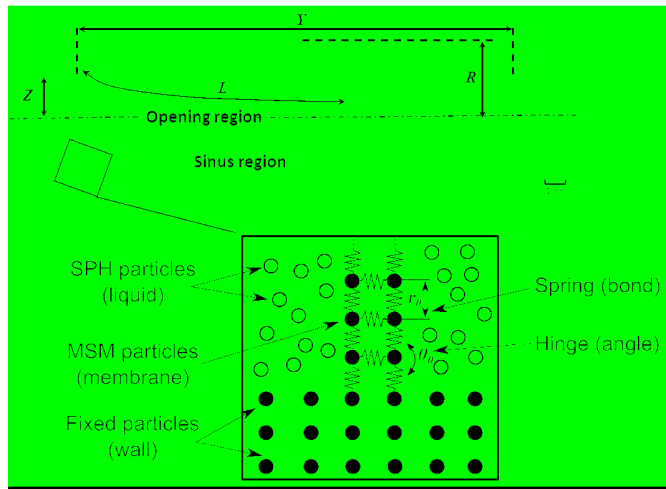 Y
L
Z
R
Opening region
Sinus region
SPH particles
(liquid)
MSM particles
(membrane)
Fixed particles
(wall)
r₀
Spring (bond)
Hinge (angle)
θ₀